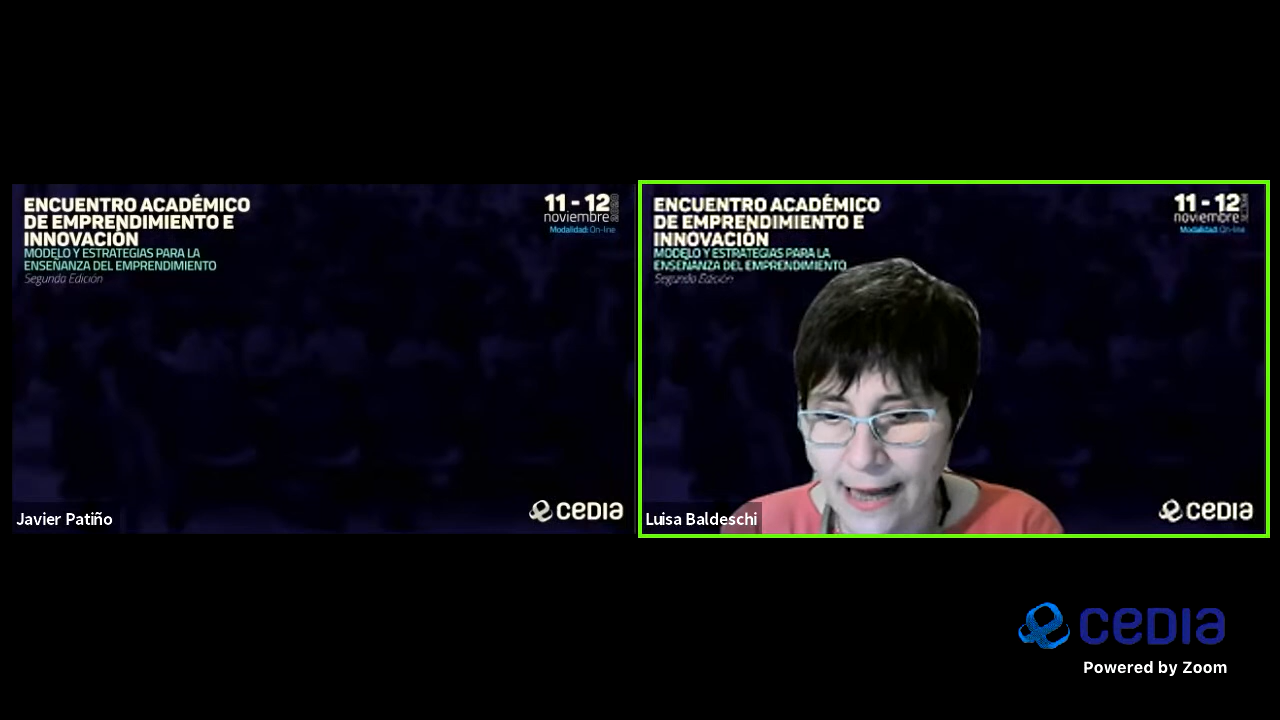 ENCUENTRO ACADÉMICO
DE EMPRENDIMIENTO E
INNOVACIÓN
MODELO Y ESTRATEGIAS PARA LA
ENSEÑANZA DEL EMPRENDIMIENTO
Segunda Edición
11 - 12
noviembre
Modalidad: On-line
Javier Patiño
CEDIA
ENCUENTRO ACADÉMICO
DE EMPRENDIMIENTO E
INNOVACIÓN
MODELO Y ESTRATEGIAS PARA LA
ENSEÑANZA DEL EMPRENDIMIENTO
Segunda Edición
11 - 12
noviembre
Modalidad: On-line
Luisa Baldeschi
CEDIA
CEDIA
Powered by Zoom